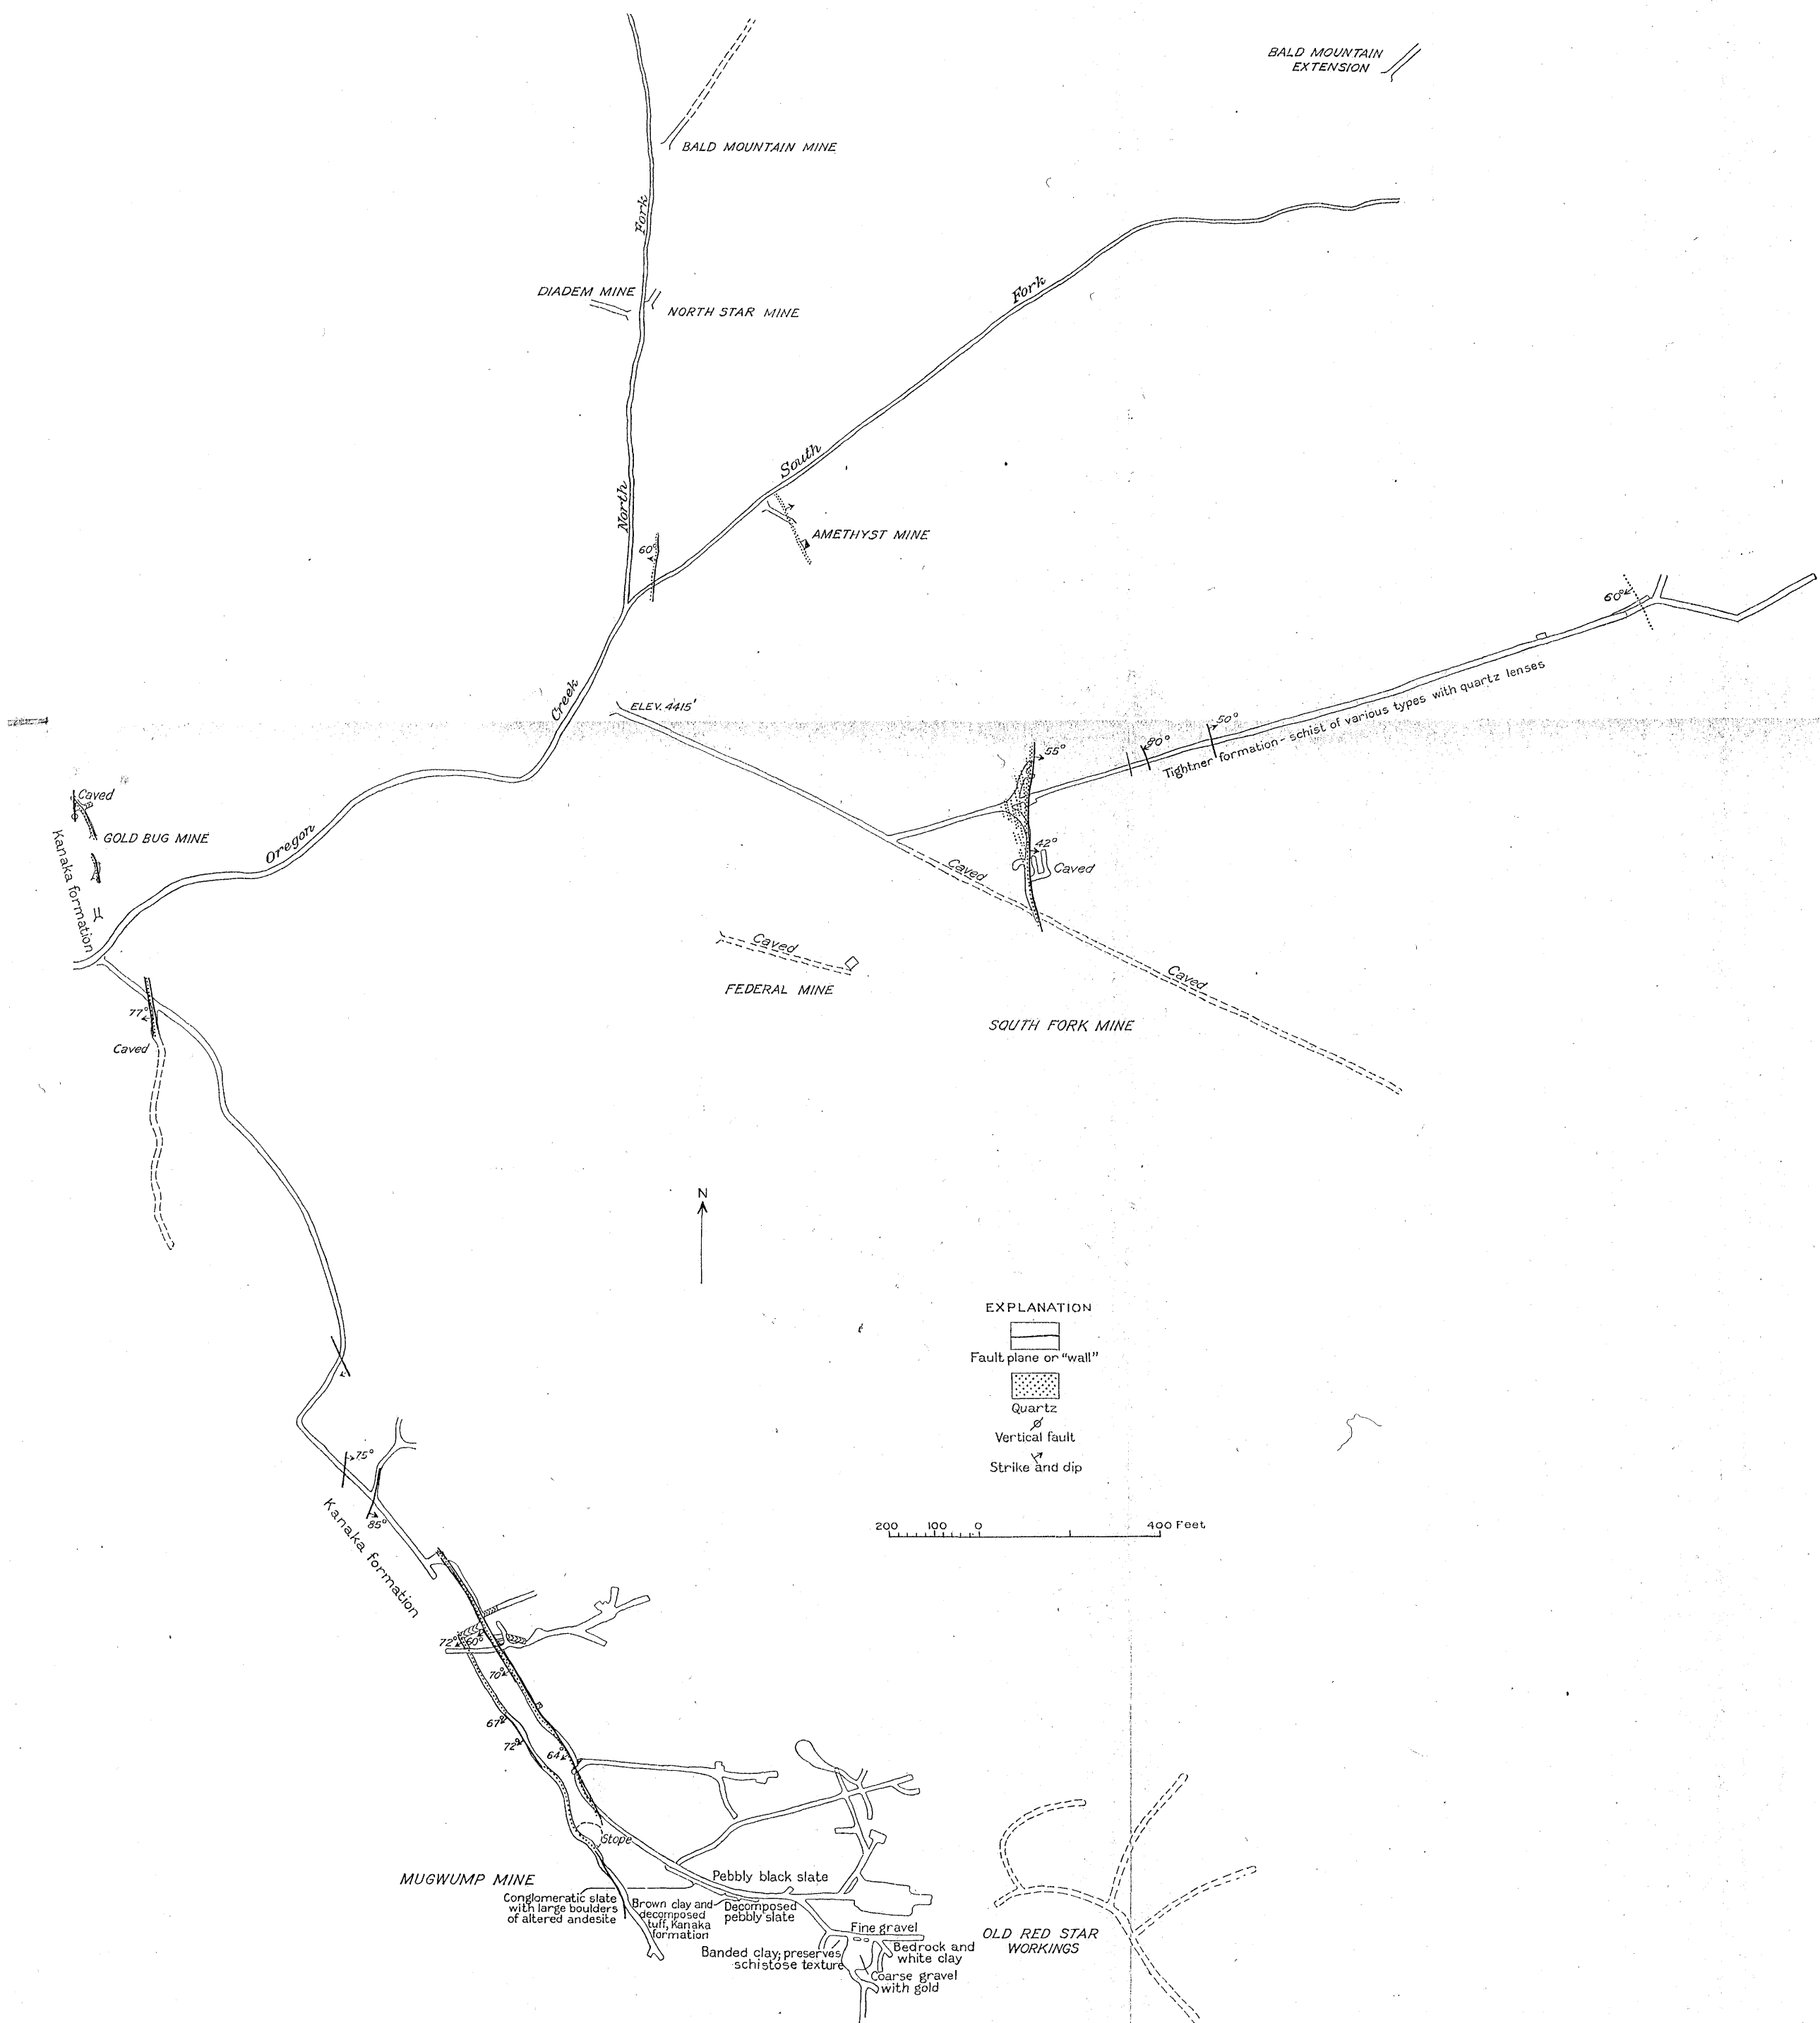 BALD MOUNTAIN
EXTENSION
BALD MOUNTAIN MINE
Fork
DIADEM MINE
NORTH STAR MINE
Fork
South
North
AMETHYST MINE
60°
60°
Creek
ELEV. 4415'
Tightner formation - schist of various types with quartz lenses
50°
80°
55°
42°
Caved
Caved
Caved
GOLD BUG MINE
Kanaka formation
Oregon
Caved
FEDERAL MINE
Caved
SOUTH FORK MINE
77°
Caved
N
EXPLANATION
Fault plane or "wall"
Quartz
Vertical fault
Strike and dip
200 100 0 400 Feet
75°
85°
Kanaka formation
72°
60°
70°
67°
72°
64°
Stope
MUGWUMP MINE
Pebbly black slate
Conglomeratic slate
with large boulders
of altered andesite
Brown clay and
decomposed
tuff, Kanaka
formation
Decomposed
pebbly slate
Fine gravel
Banded clay; preserves
schistose texture
Bedrock and
white clay
Coarse gravel
with gold
OLD RED STAR
WORKINGS